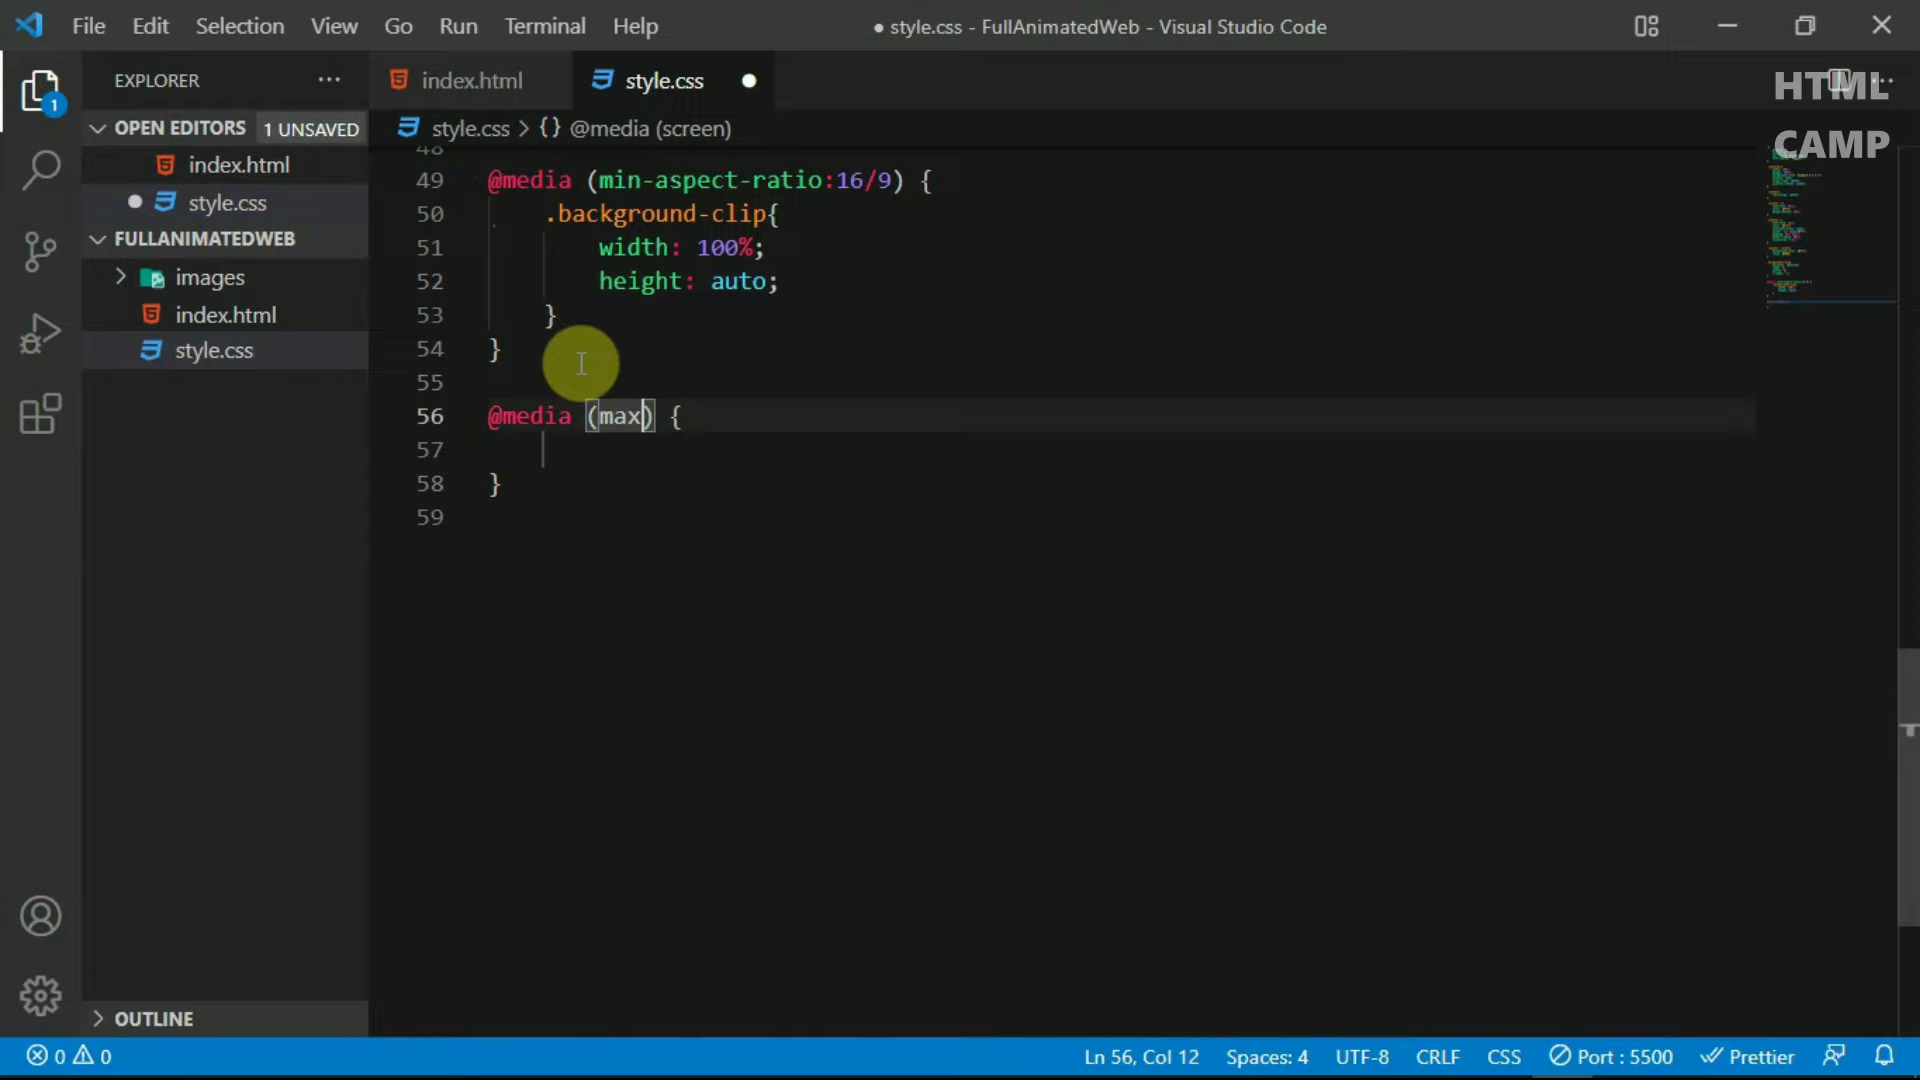 File Edit Selection View Go Run Terminal Help
● style.css - FullAnimatedWeb - Visual Studio Code
HTML
CAMP
EXPLORER ···
1
OPEN EDITORS 1 UNSAVED
index.html
style.css
FULLANIMATEDWEB
images
index.html
style.css
OUTLINE
index.html style.css
style.css > {} @media (screen)
48
49 @media (min-aspect-ratio:16/9) {
50 .background-clip{
51 width: 100%;
52 height: auto;
53 }
54 }
55
56 @media (max) {
57
58 }
59
0 0 Ln 56, Col 12 Spaces: 4 UTF-8 CRLF CSS Port : 5500 Prettier